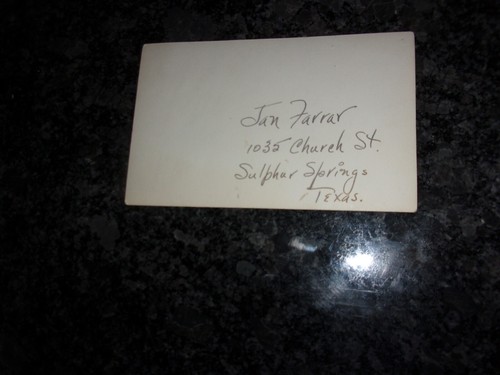 Jan Farrar
1035 Church St.
Sulphur Springs
Texas.